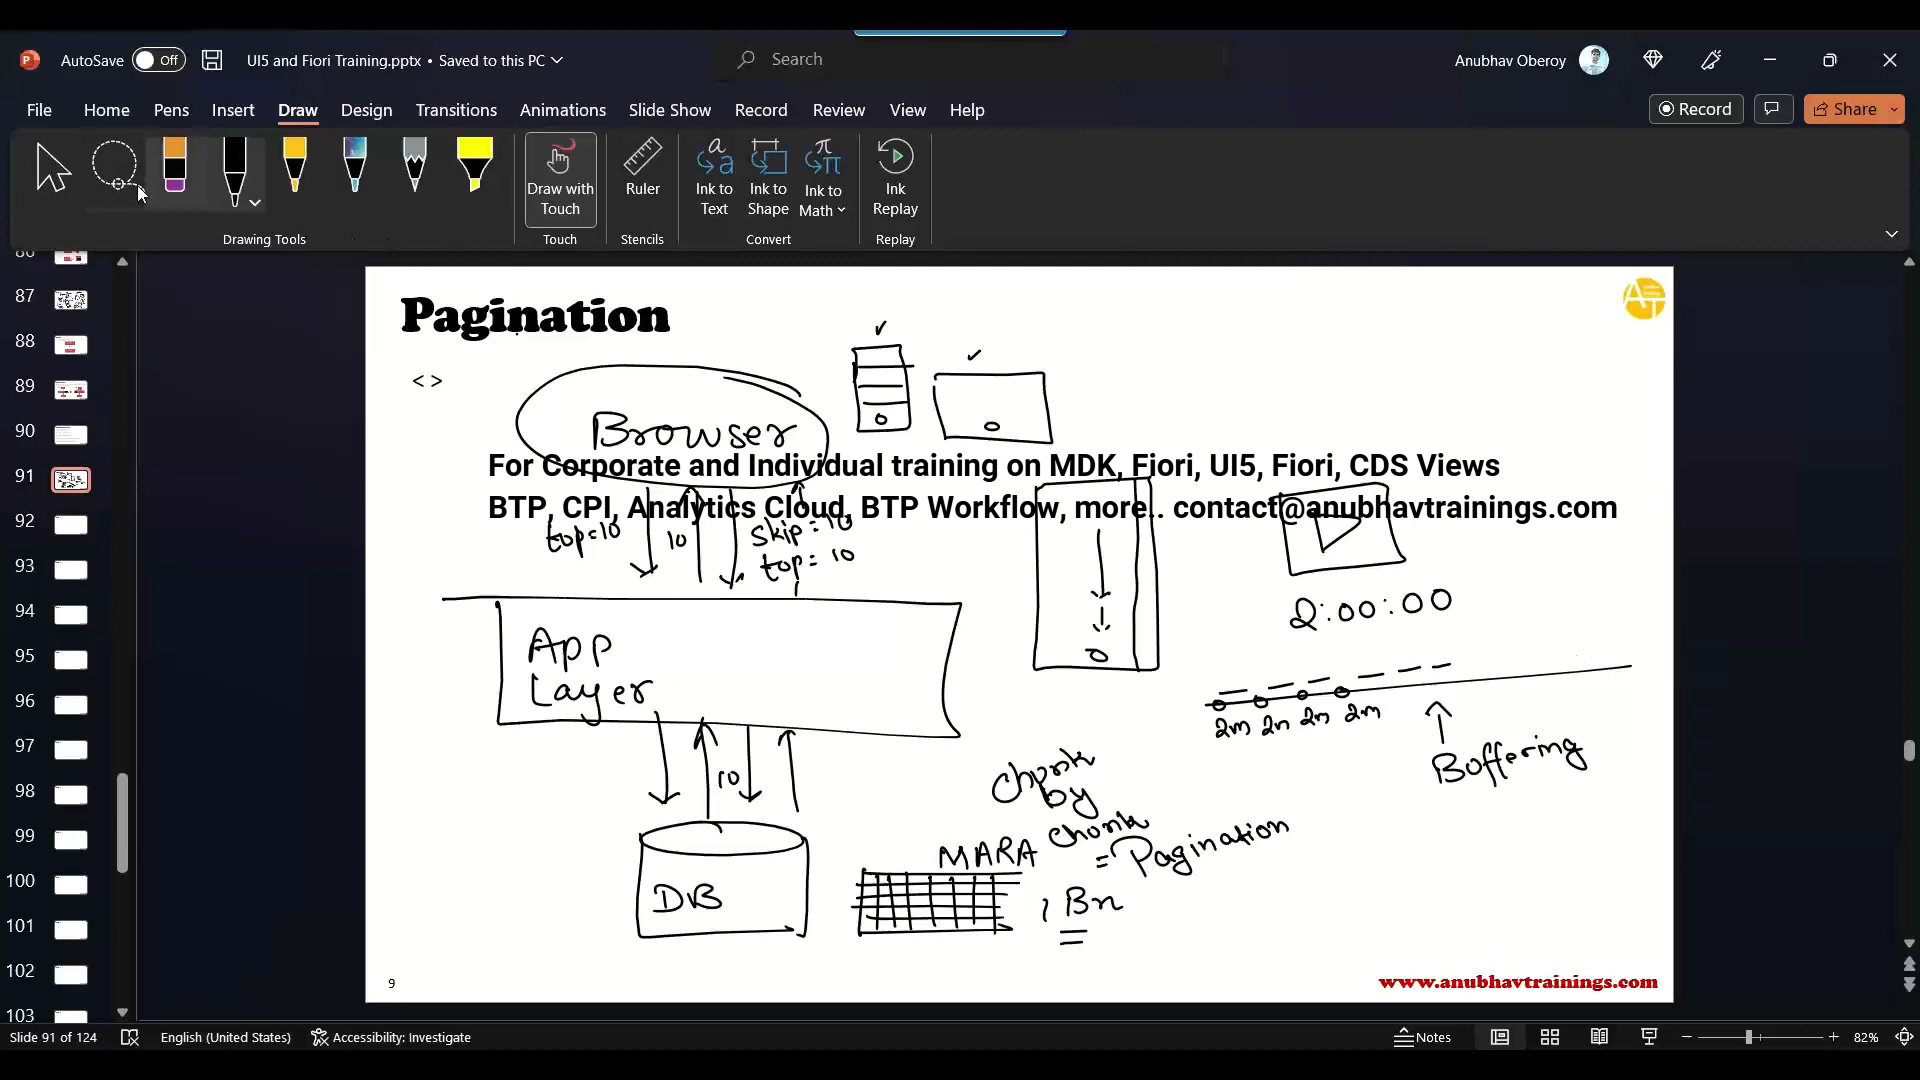 AutoSave Off UI5 and Fiori Training.pptx • Saved to this PC Search Anubhav Oberoy
File Home Pens Insert Draw Design Transitions Animations Slide Show Record Review View Help Record Share
Draw with Touch
Ruler
Ink to Text
Ink to Shape
Ink to Math
Ink Replay
Drawing Tools Touch Stencils Convert Replay
87
88
89
90
91
92
93
94
95
96
97
98
99
100
101
102
103
Pagination
< >
Browser
For Corporate and Individual training on MDK, Fiori, UI5, Fiori, CDS Views
BTP, CPI, Analytics Cloud, BTP Workflow, more.. contact@anubhavtrainings.com
top=10 10 skip=10
top=10
2:00:00
App
Layer
2m 2m 2m 2m
Boffering
10
Chonk
by
Chonk
= Pagination
MARA
DB
1 Bn
9
www.anubhavtrainings.com
Slide 91 of 124 English (United States) Accessibility: Investigate Notes 82%